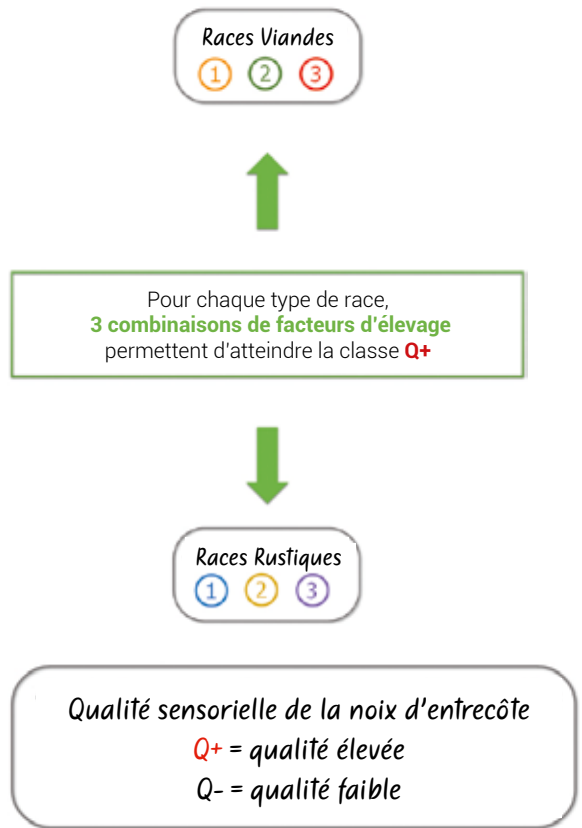 Races Viandes
1 2 3
Pour chaque type de race,
3 combinaisons de facteurs d'élevage
permettent d'atteindre la classe Q+
Races Rustiques
1 2 3
Qualité sensorielle de la noix d'entrecôte
Q+ = qualité élevée
Q- = qualité faible